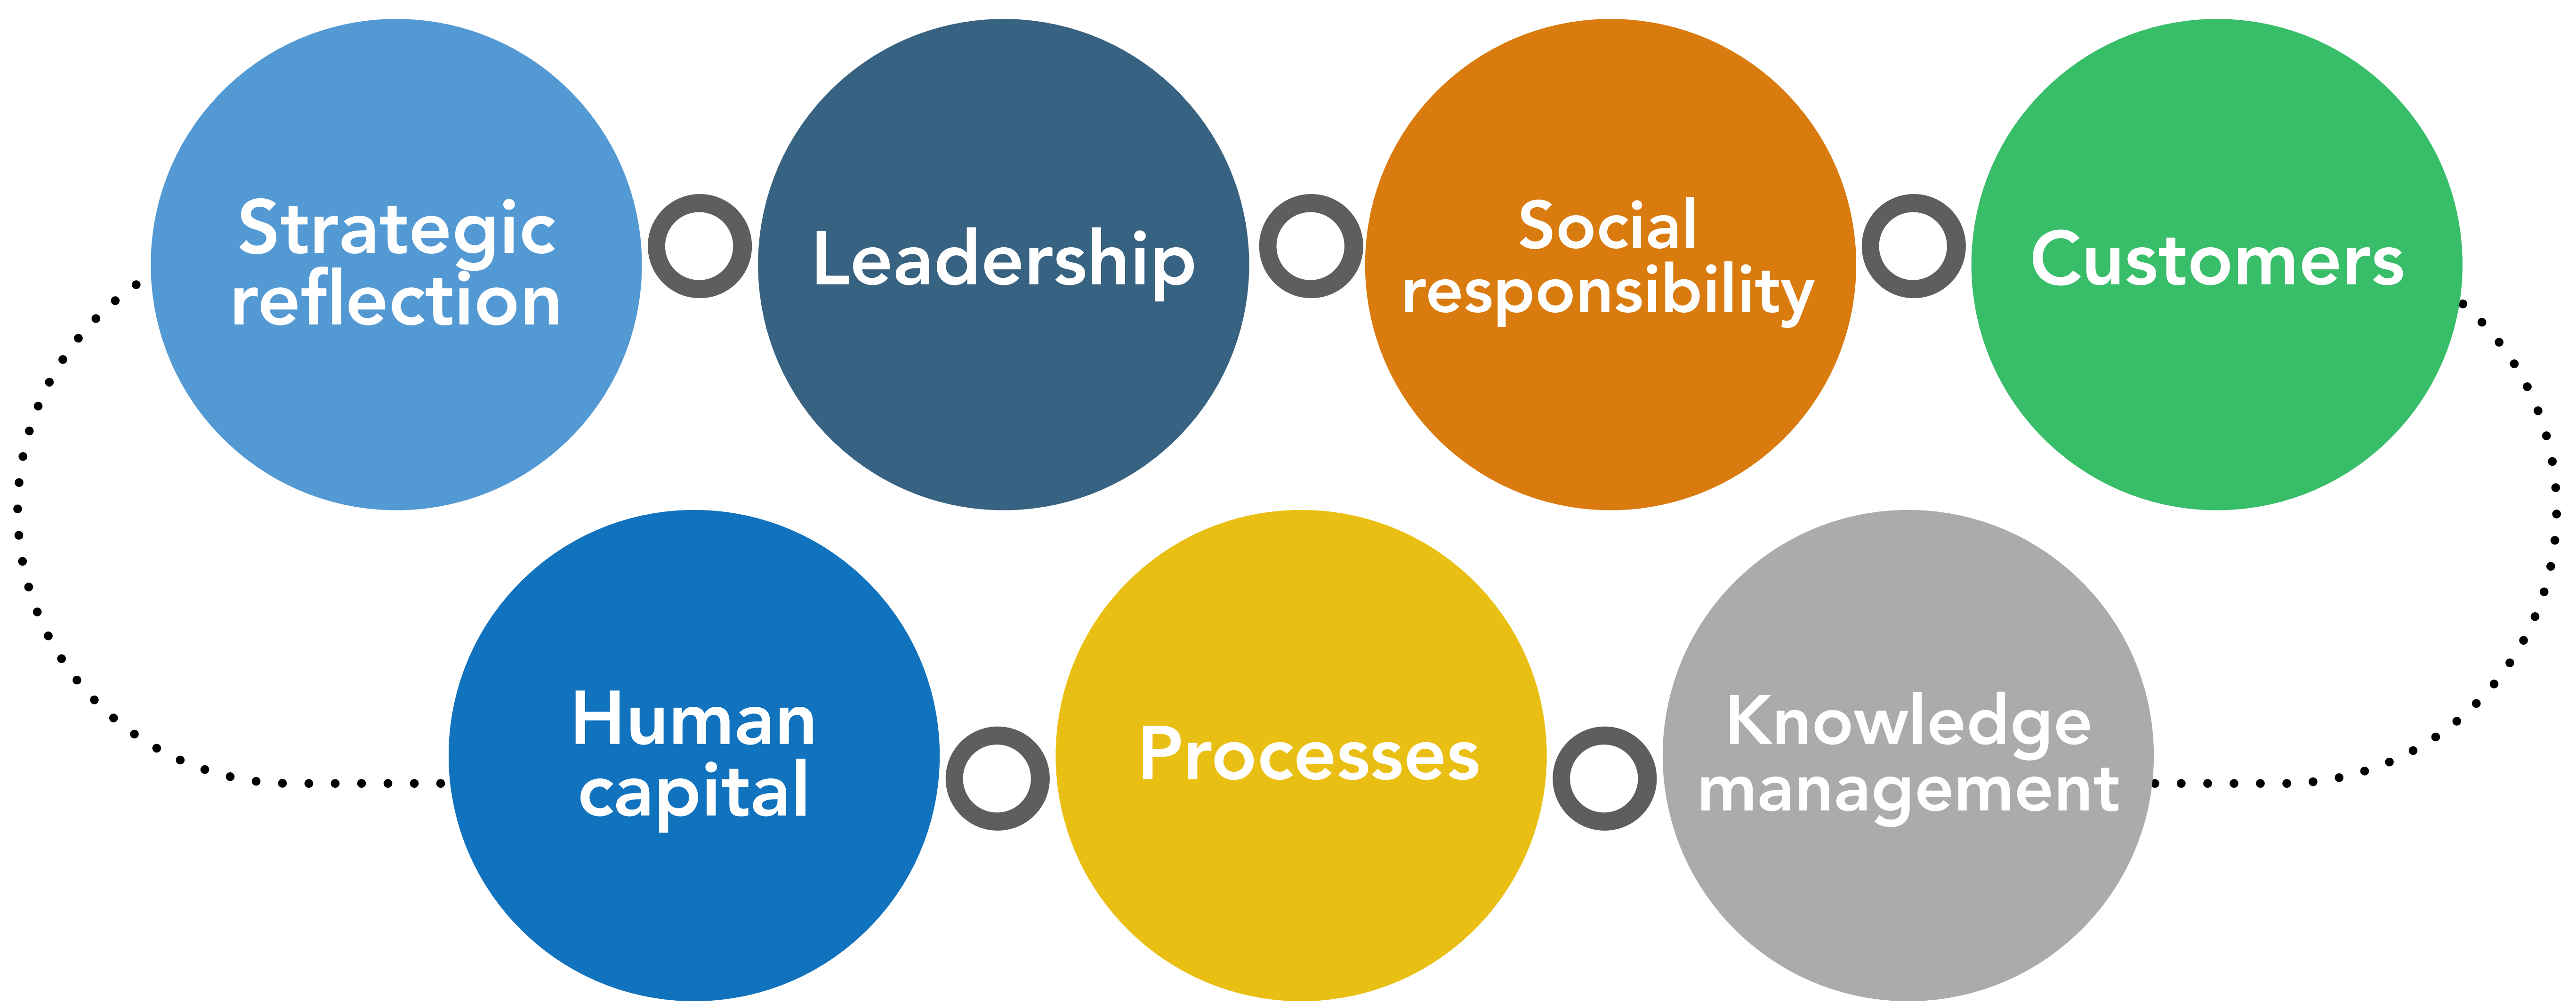 Strategic
reflection
Leadership
Social
responsibility
Customers
Human
capital
Processes
Knowledge
management